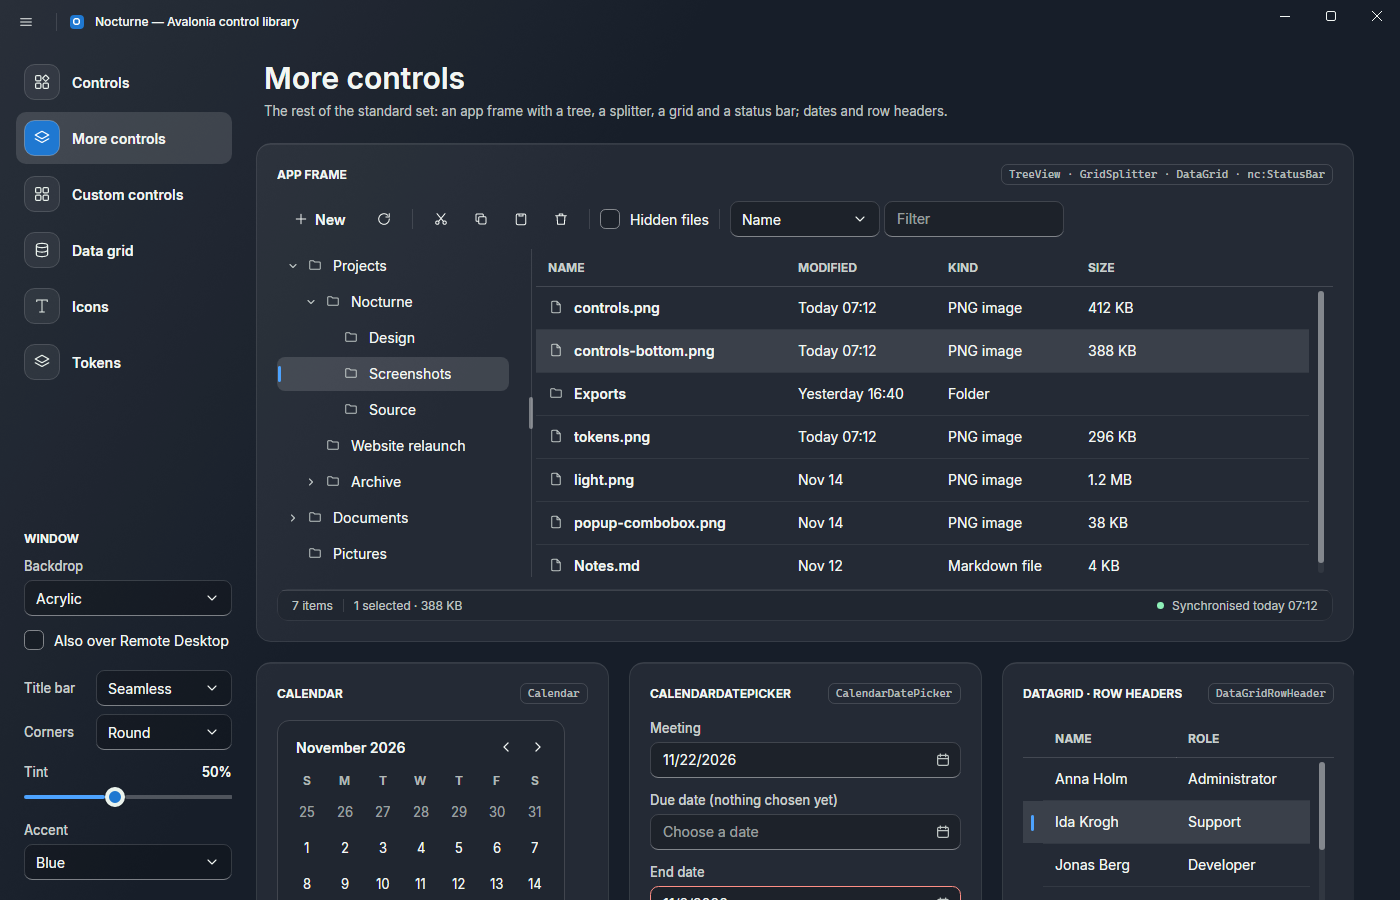 Nocturne — Avalonia control library
Controls
More controls
Custom controls
Data grid
Icons
Tokens
WINDOW
Backdrop
Acrylic
Also over Remote Desktop
Title bar
Seamless
Corners
Round
Tint
50%
Accent
Blue
More controls
The rest of the standard set: an app frame with a tree, a splitter, a grid and a status bar; dates and row headers.
APP FRAME
TreeView · GridSplitter · DataGrid · nc:StatusBar
New
Hidden files
Name
Filter
Projects
Nocturne
Design
Screenshots
Source
Website relaunch
Archive
Documents
Pictures
NAME MODIFIED KIND SIZE
controls.png Today 07:12 PNG image 412 KB
controls-bottom.png Today 07:12 PNG image 388 KB
Exports Yesterday 16:40 Folder
tokens.png Today 07:12 PNG image 296 KB
light.png Nov 14 PNG image 1.2 MB
popup-combobox.png Nov 14 PNG image 38 KB
Notes.md Nov 12 Markdown file 4 KB
7 items 1 selected · 388 KB
Synchronised today 07:12
CALENDAR
Calendar
November 2026
S M T W T F S
25 26 27 28 29 30 31
1 2 3 4 5 6 7
8 9 10 11 12 13 14
CALENDARDATEPICKER
CalendarDatePicker
Meeting
11/22/2026
Due date (nothing chosen yet)
Choose a date
End date
DATAGRID · ROW HEADERS
DataGridRowHeader
NAME ROLE
Anna Holm Administrator
Ida Krogh Support
Jonas Berg Developer